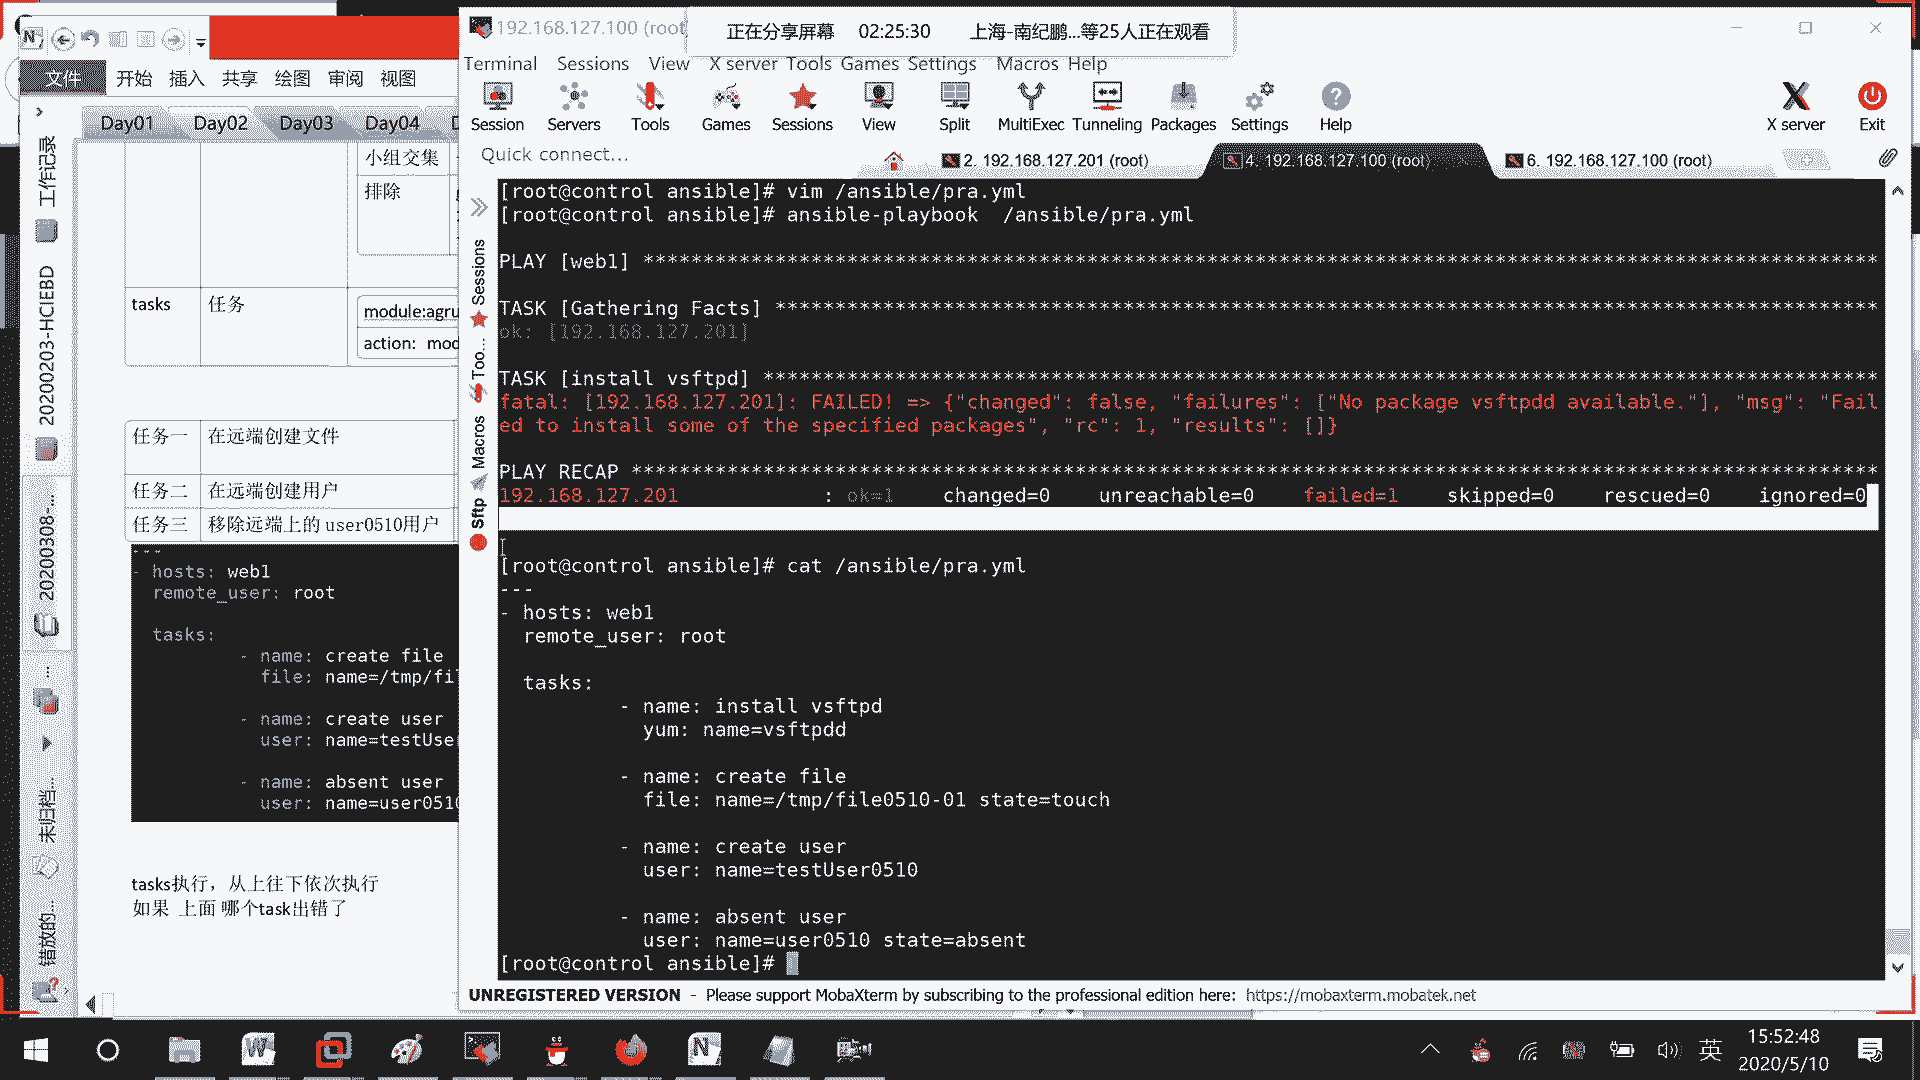 192.168.127.100 (root
正在分享屏幕 02:25:30 上海-南纪鹏...等25人正在观看
文件 开始 插入 共享 绘图 审阅 视图
Terminal Sessions View X server Tools Games Settings Macros Help
Session Servers Tools Games Sessions View Split MultiExec Tunneling Packages Settings Help X server Exit
Day01 Day02 Day03 Day04
Quick connect...
2. 192.168.127.201 (root) 4. 192.168.127.100 (root) 6. 192.168.127.100 (root)
工作记录
20200203-HCIEBD
20200308-...
...
未归档...
错放的...
小组交集
排除
tasks 任务 module:agru
action: mod
任务一 在远端创建文件
任务二 在远端创建用户
任务三 移除远端上的 user0510用户
---
- hosts: web1
remote_user: root
tasks:
- name: create file
file: name=/tmp/fi
- name: create user
user: name=testUse
- name: absent user
user: name=user0510
tasks执行，从上往下依次执行
如果 上面 哪个task出错了
Sessions
Too...
Macros
Sftp
[root@control ansible]# vim /ansible/pra.yml
[root@control ansible]# ansible-playbook  /ansible/pra.yml
PLAY [web1] *******************************************************************************************************
TASK [Gathering Facts] ********************************************************************************************
ok: [192.168.127.201]
TASK [install vsftpd] *********************************************************************************************
fatal: [192.168.127.201]: FAILED! => {"changed": false, "failures": ["No package vsftpdd available."], "msg": "Fail
ed to install some of the specified packages", "rc": 1, "results": []}
PLAY RECAP ********************************************************************************************************
192.168.127.201 : ok=1 changed=0 unreachable=0 failed=1 skipped=0 rescued=0 ignored=0
[root@control ansible]# cat /ansible/pra.yml
---
- hosts: web1
remote_user: root
tasks:
- name: install vsftpd
yum: name=vsftpdd
- name: create file
file: name=/tmp/file0510-01 state=touch
- name: create user
user: name=testUser0510
- name: absent user
user: name=user0510 state=absent
[root@control ansible]#
UNREGISTERED VERSION - Please support MobaXterm by subscribing to the professional edition here: https://mobaxterm.mobatek.net
英
15:52:48
2020/5/10